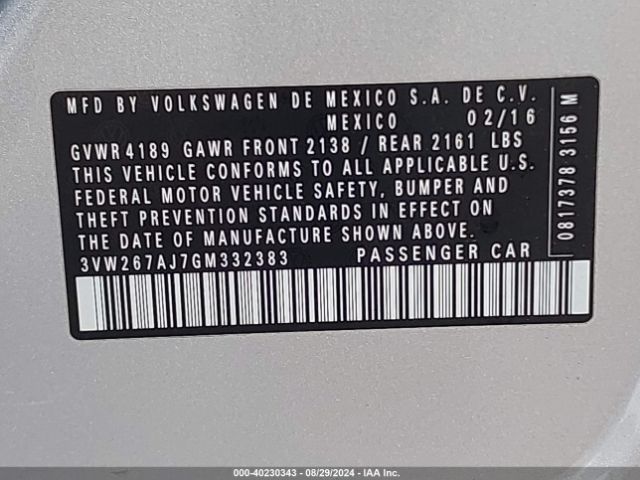 MFD BY VOLKSWAGEN DE MEXICO S.A. DE C.V.
MEXICO 02/16
GVWR 4189 GAWR FRONT 2138 / REAR 2161 LBS
THIS VEHICLE CONFORMS TO ALL APPLICABLE U.S.
FEDERAL MOTOR VEHICLE SAFETY, BUMPER AND
THEFT PREVENTION STANDARDS IN EFFECT ON
THE DATE OF MANUFACTURE SHOWN ABOVE.
3VW267AJ7GM332383 PASSENGER CAR
0817378 3156 M
000-40230343 - 08/29/2024 - IAA Inc.